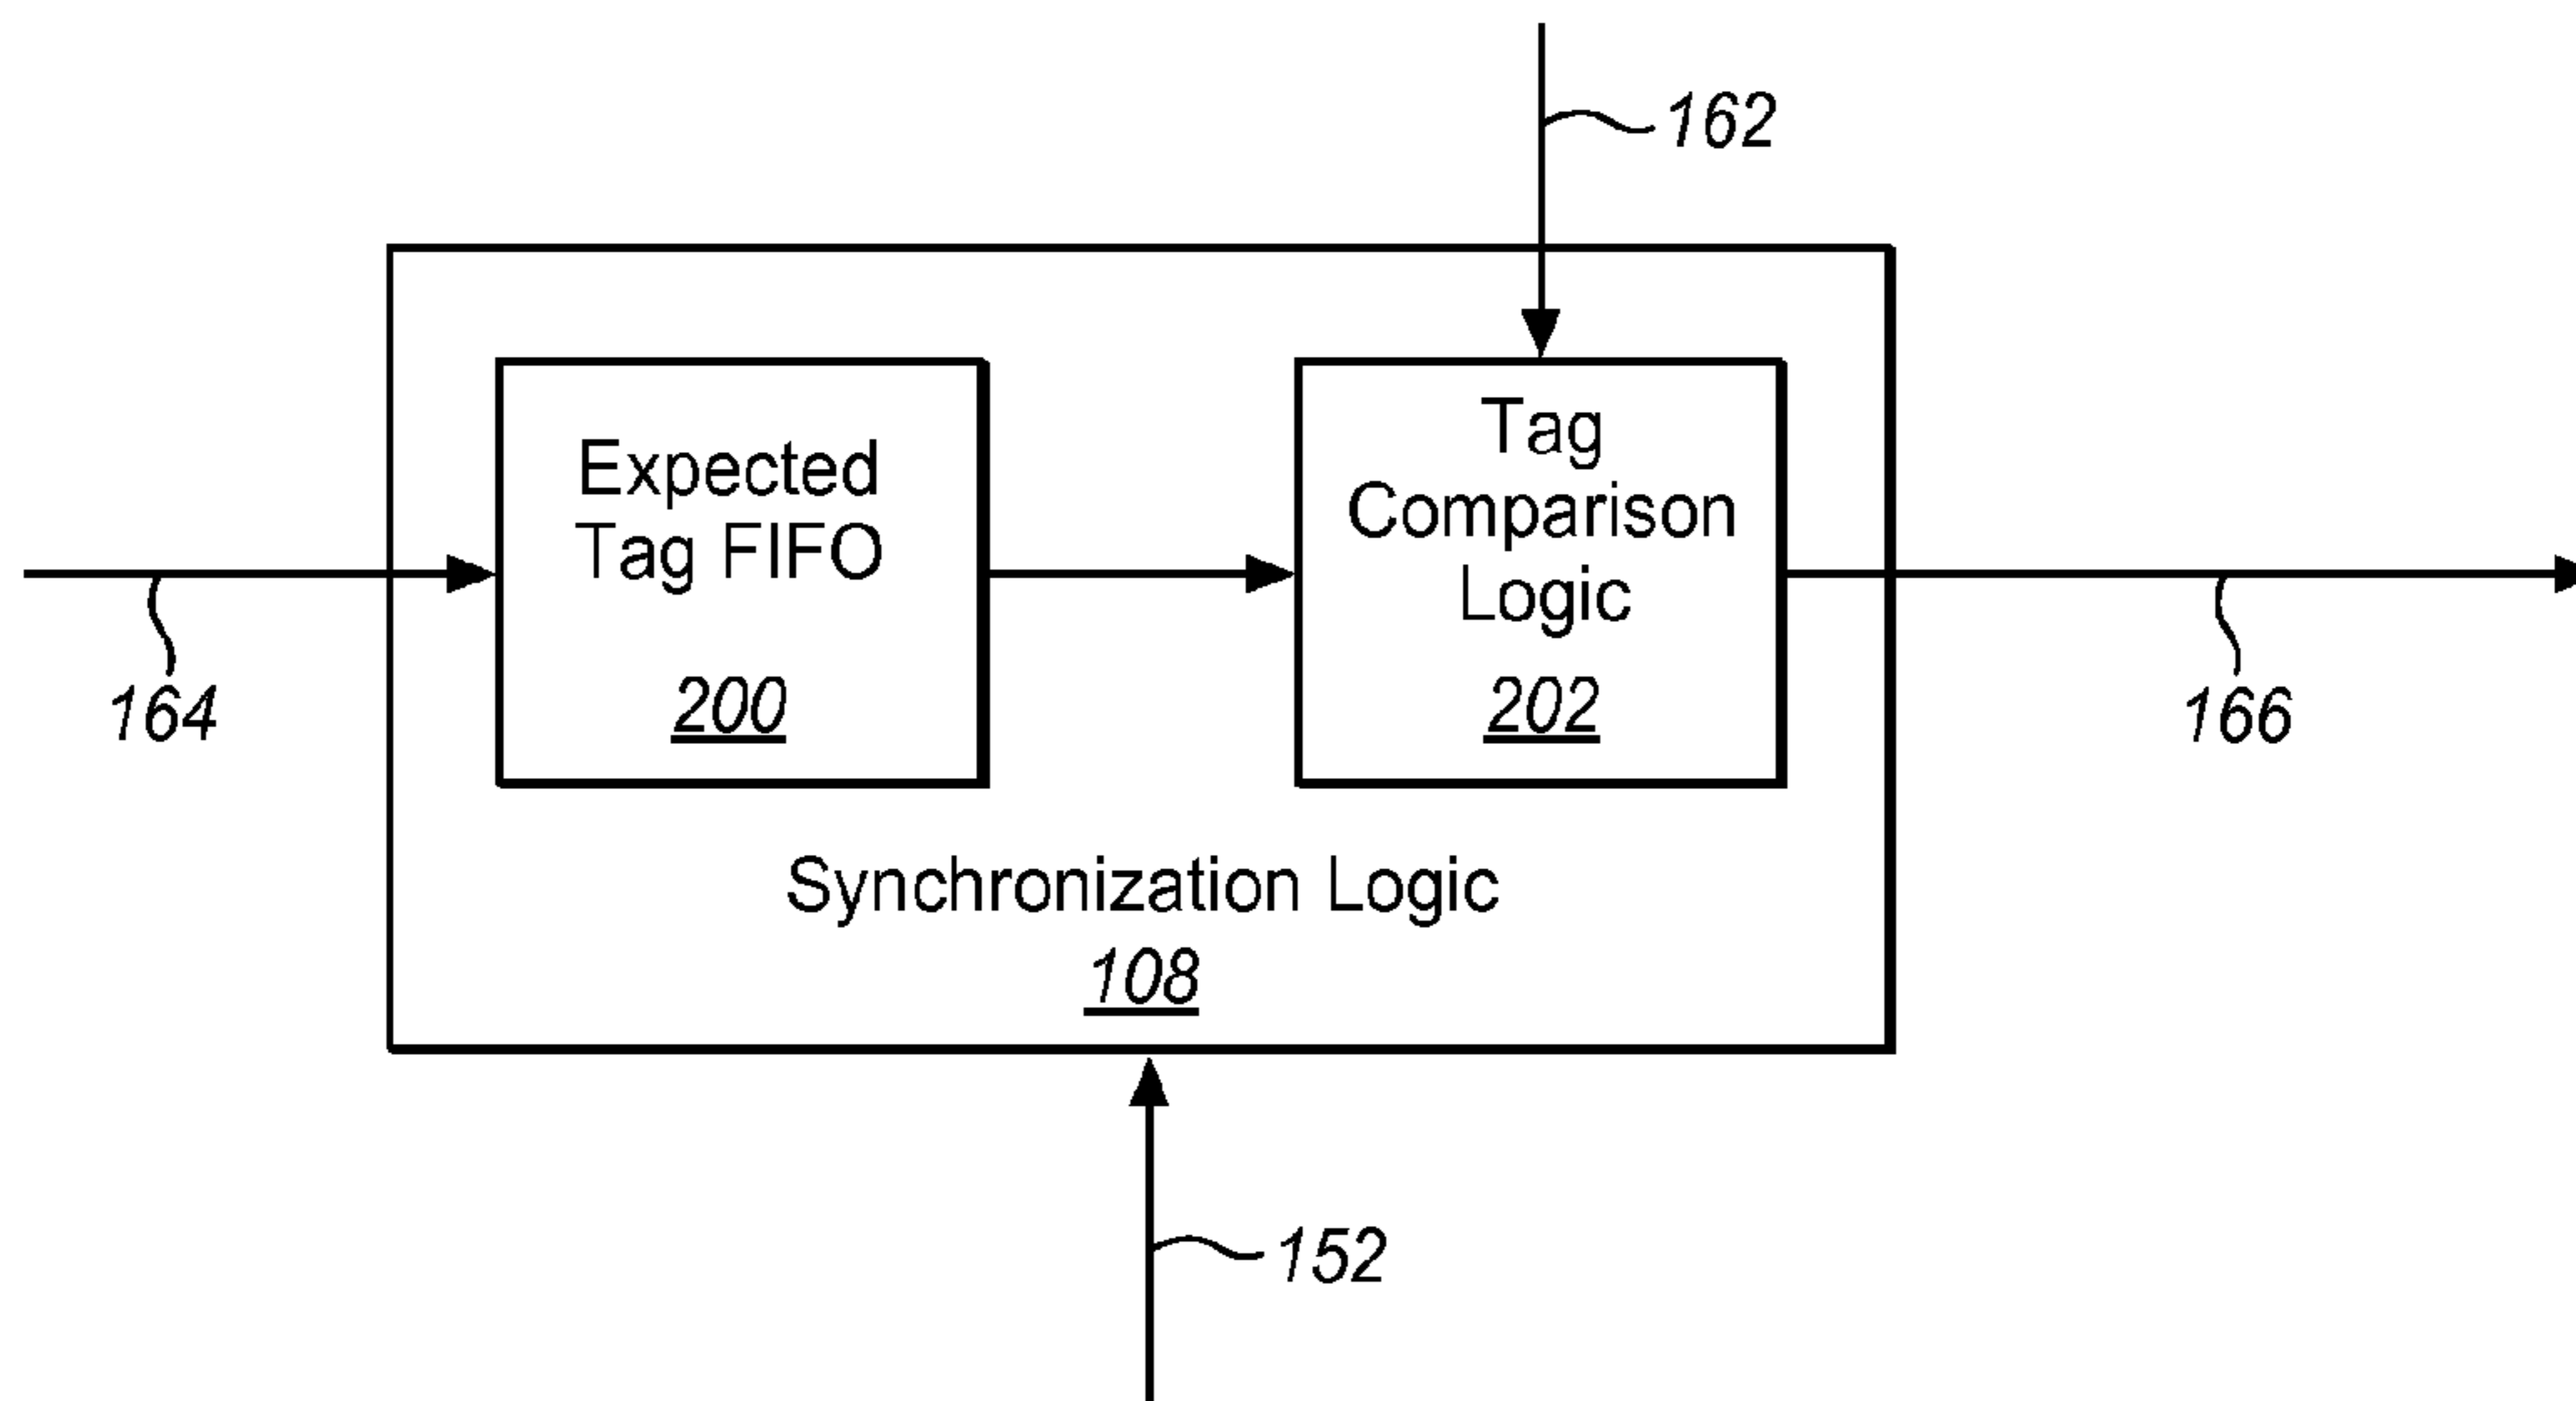 162
Expected
Tag FIFO
200
Tag
Comparison
Logic
202
164
166
Synchronization Logic
108
152